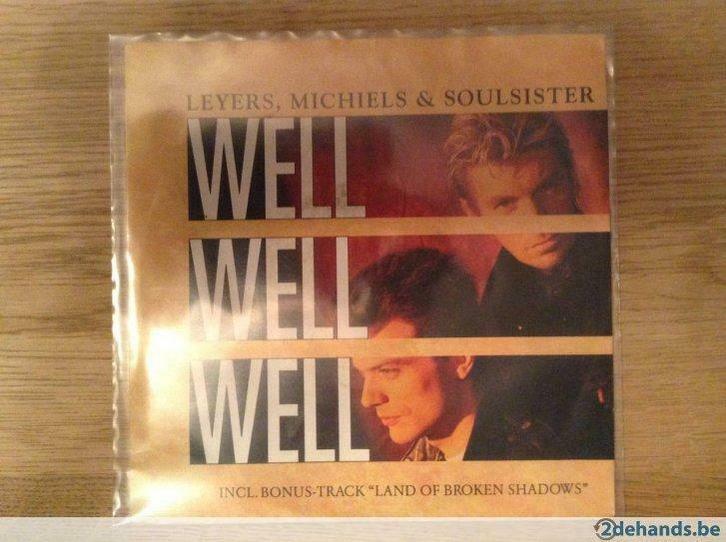 LEYERS, MICHIELS & SOULSISTER
WELL
WELL
WELL
INCL. BONUS-TRACK "LAND OF BROKEN SHADOWS"
2dehands.be